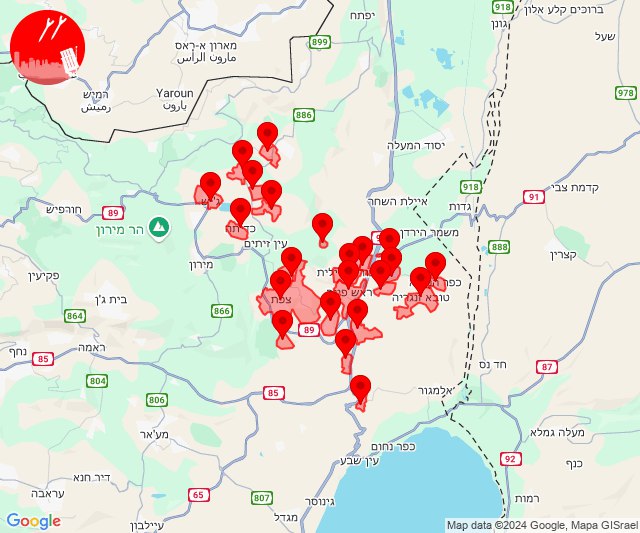 ברוכים קלע אלון
918
יפתח
גונן
מארון א-ראס
مارون الرأس
899
שעל
רמיש
رميش
Yaroun
يارون
978
886
יסוד המעלה
918
קדמת צבי
איילת השחר
91
גדות
חורפיש
89
ג'יש
כדיתה
הר מירון
משמר הירדן
עין זיתים
888
קצרין
מירון
פקיעין
כפר
טובא זנגריה
ראש פינה
צפת
בית ג'ן
866
864
89
נחף
85
ראמה
87
חד נס
804
806
85
אלמגור
מע'אר
מעלה גמלא
כפר נחום
עין שבע
92
כנף
דיר חנא
עראבה
65
807
גינוסר
רמות
מגדל
עיילבון
Google
Map data ©2024 Google, Mapa GISrael